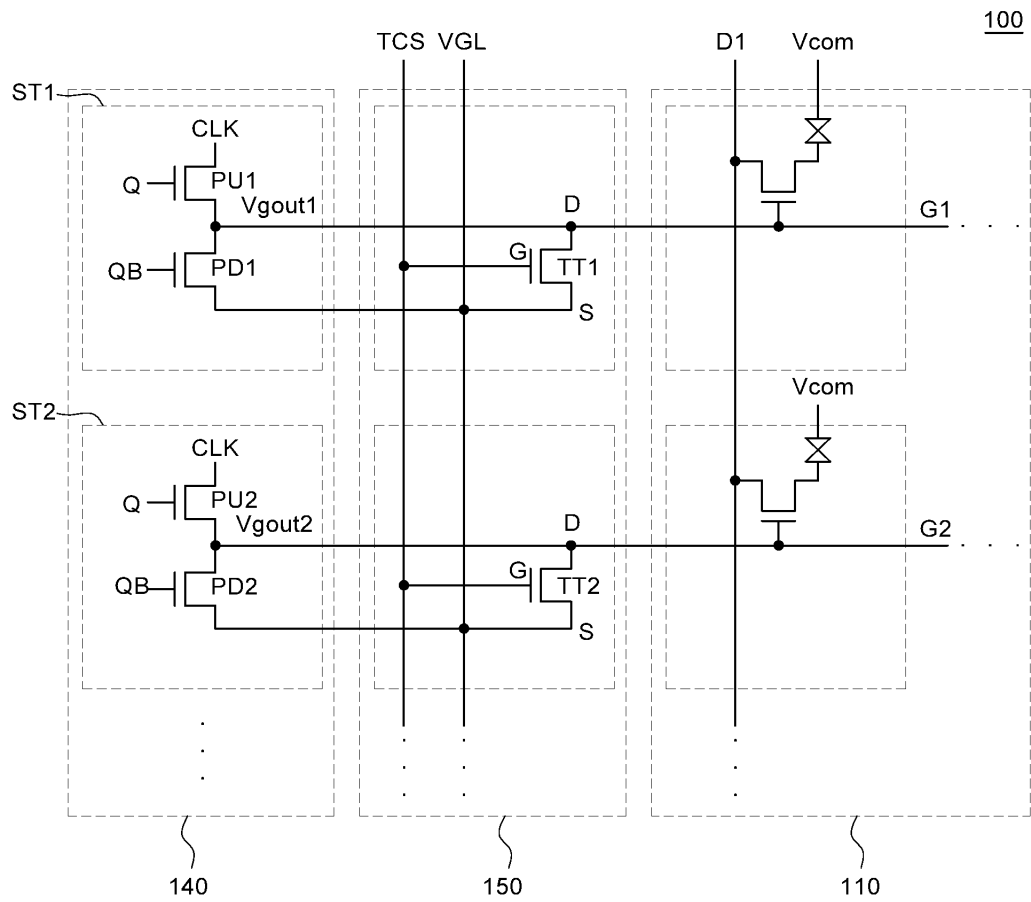 100
TCS VGL D1 Vcom
ST1
CLK
Q PU1
Vgout1 D G1
QB PD1 G TT1
S
Vcom
ST2
CLK
Q PU2
Vgout2 D G2
QB PD2 G TT2
S
140 150 110